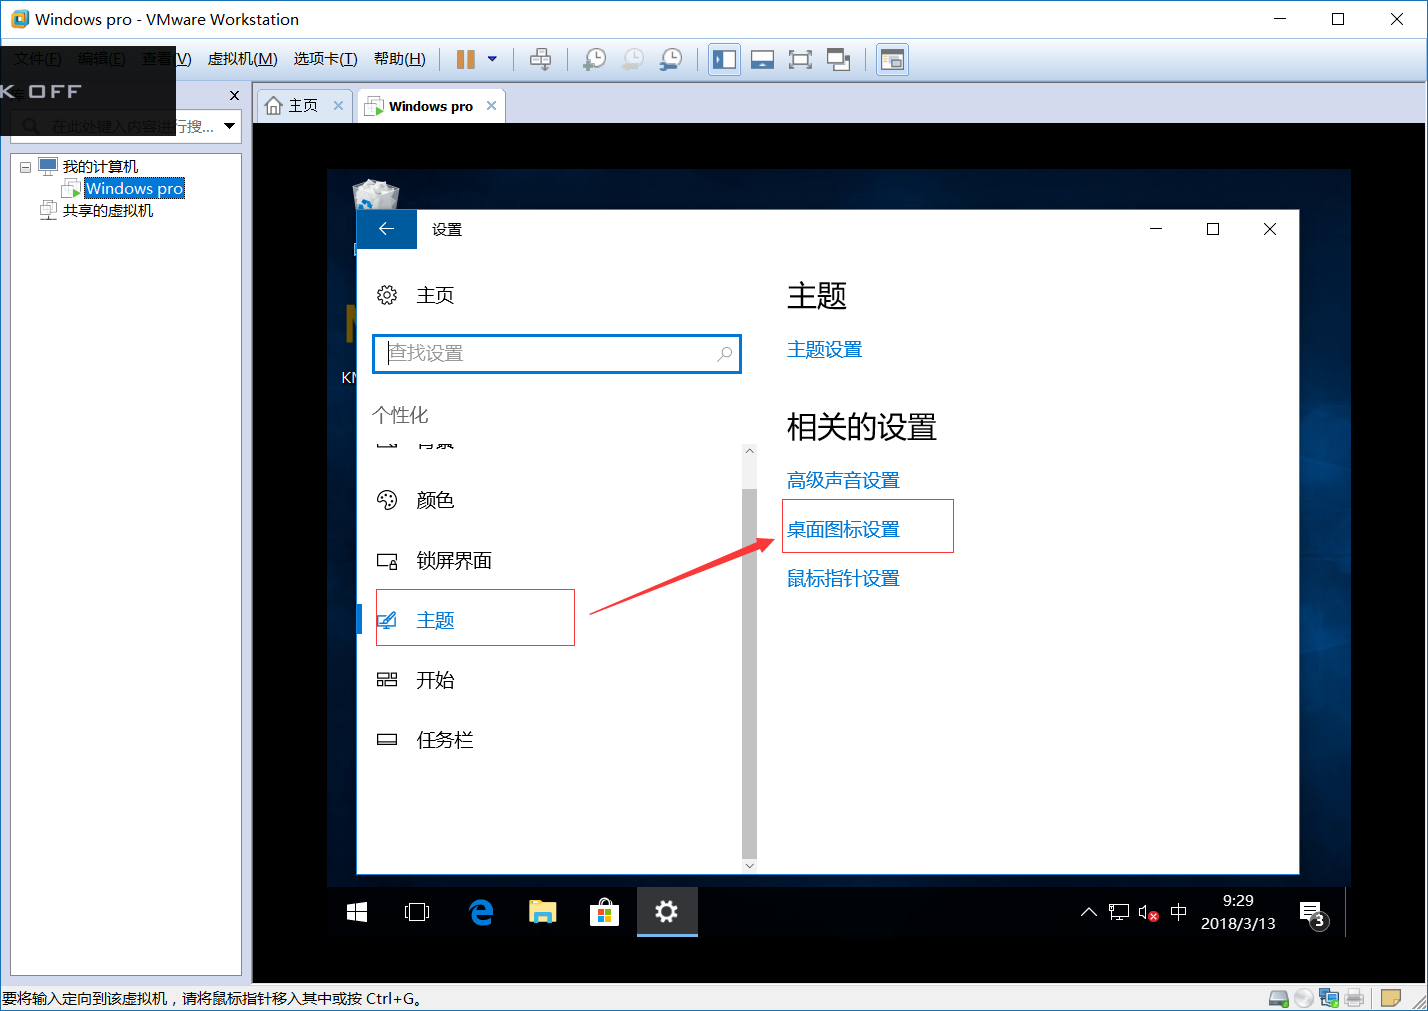 Windows pro - VMware Workstation
文件(F) 编辑(E) 查看(V) 虚拟机(M) 选项卡(T) 帮助(H)
K OFF
主页
Windows pro
在此处键入内容进行搜...
我的计算机
Windows pro
共享的虚拟机
设置
主页
查找设置
个性化
背景
颜色
锁屏界面
主题
开始
任务栏
主题
主题设置
相关的设置
高级声音设置
桌面图标设置
鼠标指针设置
中
9:29
2018/3/13
3
要将输入定向到该虚拟机，请将鼠标指针移入其中或按 Ctrl+G。